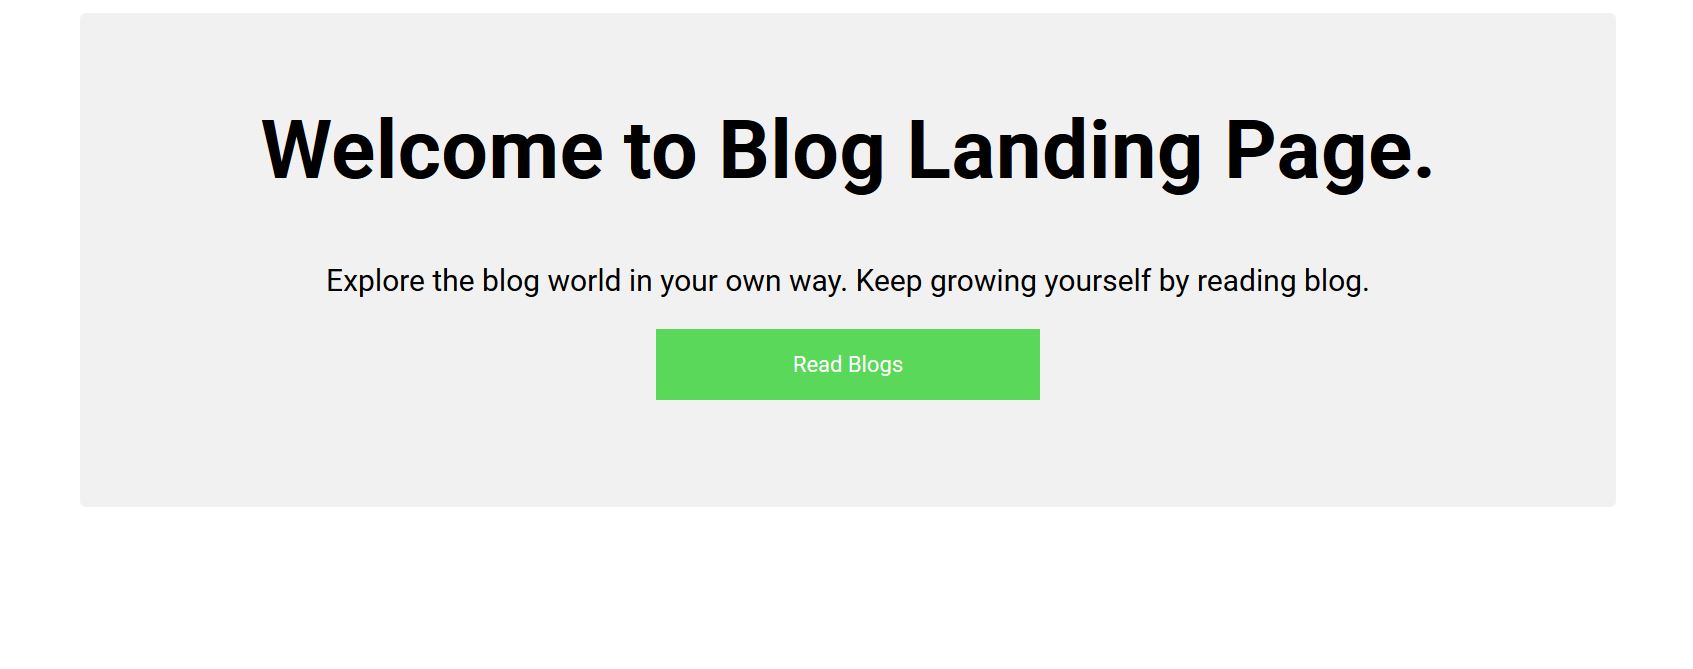 Welcome to Blog Landing Page.
Explore the blog world in your own way. Keep growing yourself by reading blog.
Read Blogs